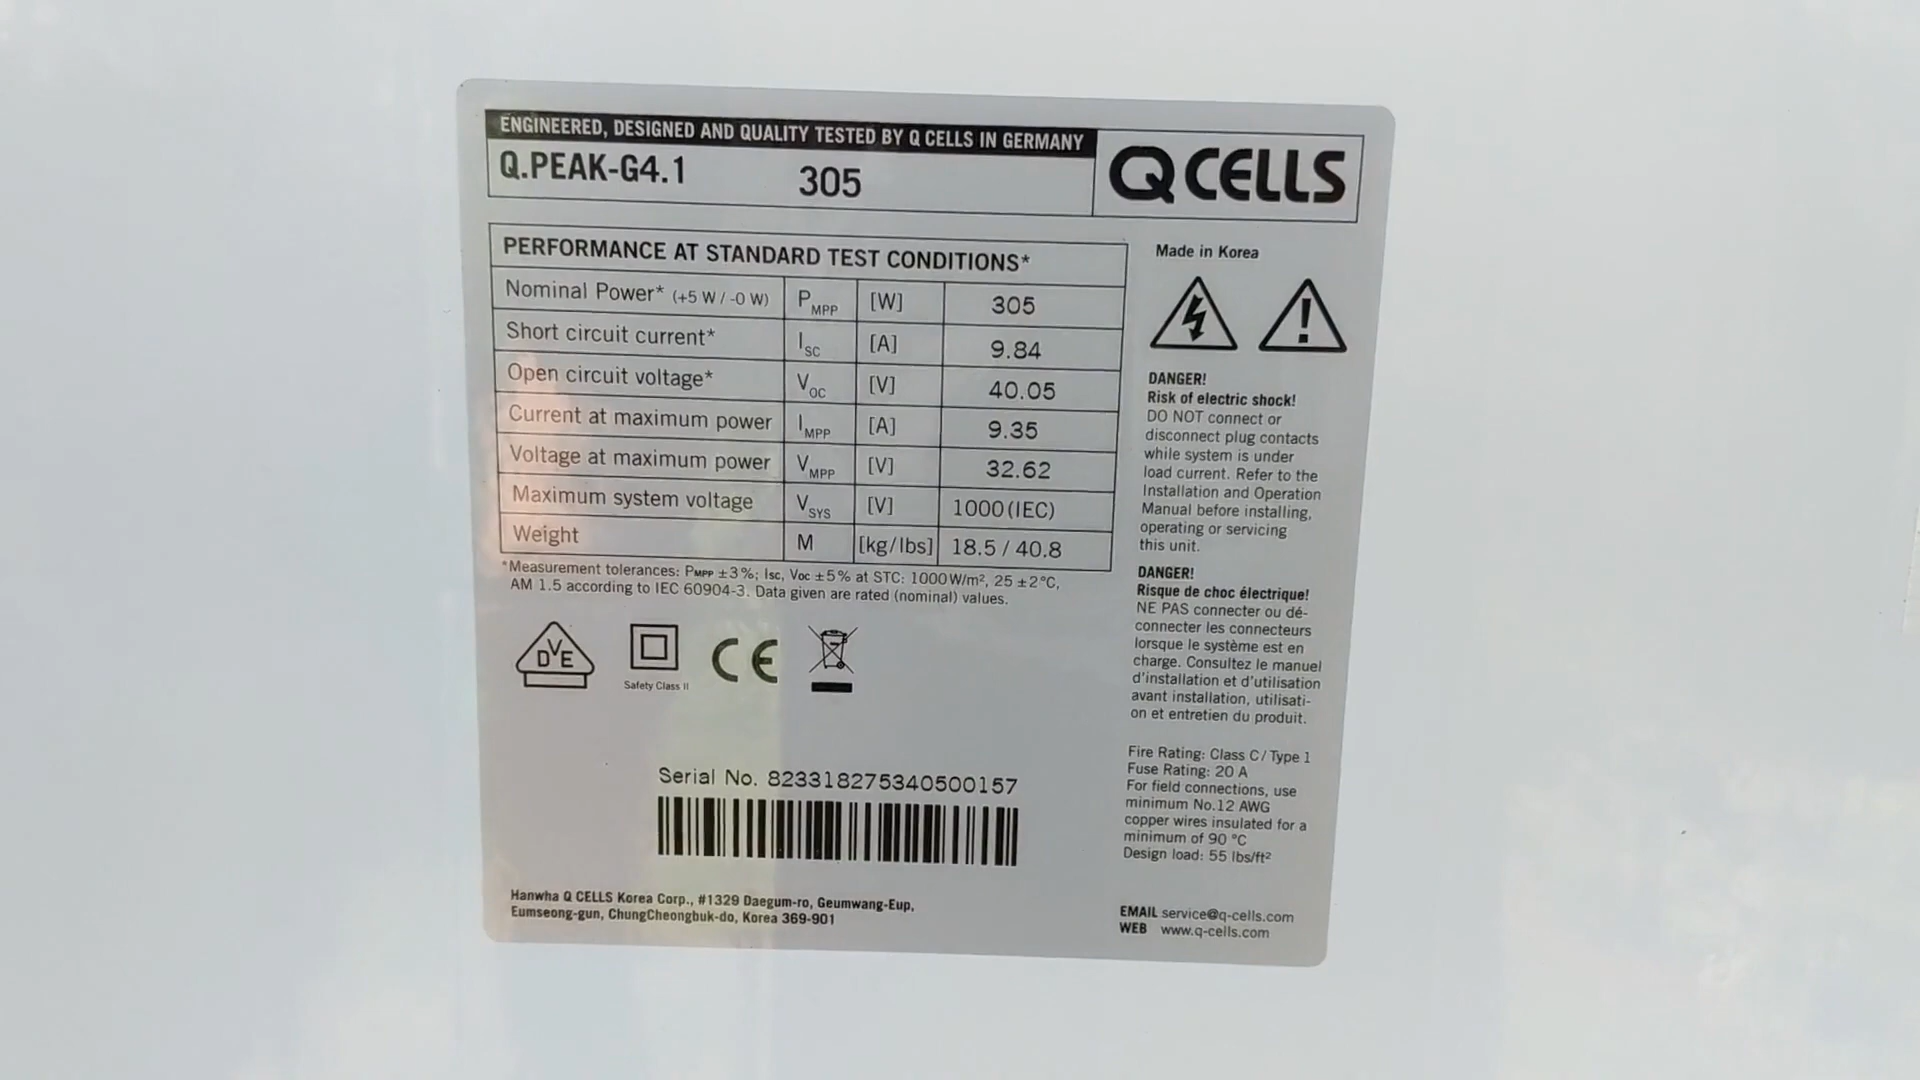 ENGINEERED, DESIGNED AND QUALITY TESTED BY Q CELLS IN GERMANY
Q.PEAK-G4.1 305
Q CELLS
PERFORMANCE AT STANDARD TEST CONDITIONS*
Nominal Power* (+5 W / -0 W) PMPP [W] 305
Short circuit current* ISC [A] 9.84
Open circuit voltage* VOC [V] 40.05
Current at maximum power IMPP [A] 9.35
Voltage at maximum power VMPP [V] 32.62
Maximum system voltage VSYS [V] 1000 (IEC)
Weight M [kg/lbs] 18.5 / 40.8
*Measurement tolerances: PMPP ±3%; Isc, Voc ±5% at STC: 1000W/m², 25 ±2°C,
AM 1.5 according to IEC 60904-3. Data given are rated (nominal) values.
DVE
Safety Class II
CE
Serial No. 823318275340500157
Hanwha Q CELLS Korea Corp., #1329 Daegum-ro, Geumwang-Eup,
Eumseong-gun, ChungCheongbuk-do, Korea 369-901
Made in Korea
DANGER!
Risk of electric shock!
DO NOT connect or
disconnect plug contacts
while system is under
load current. Refer to the
Installation and Operation
Manual before installing,
operating or servicing
this unit.
DANGER!
Risque de choc électrique!
NE PAS connecter ou dé-
connecter les connecteurs
lorsque le système est en
charge. Consultez le manuel
d'installation et d'utilisation
avant installation, utilisati-
on et entretien du produit.
Fire Rating: Class C / Type 1
Fuse Rating: 20 A
For field connections, use
minimum No.12 AWG
copper wires insulated for a
minimum of 90 °C
Design load: 55 lbs/ft²
EMAIL service@q-cells.com
WEB www.q-cells.com